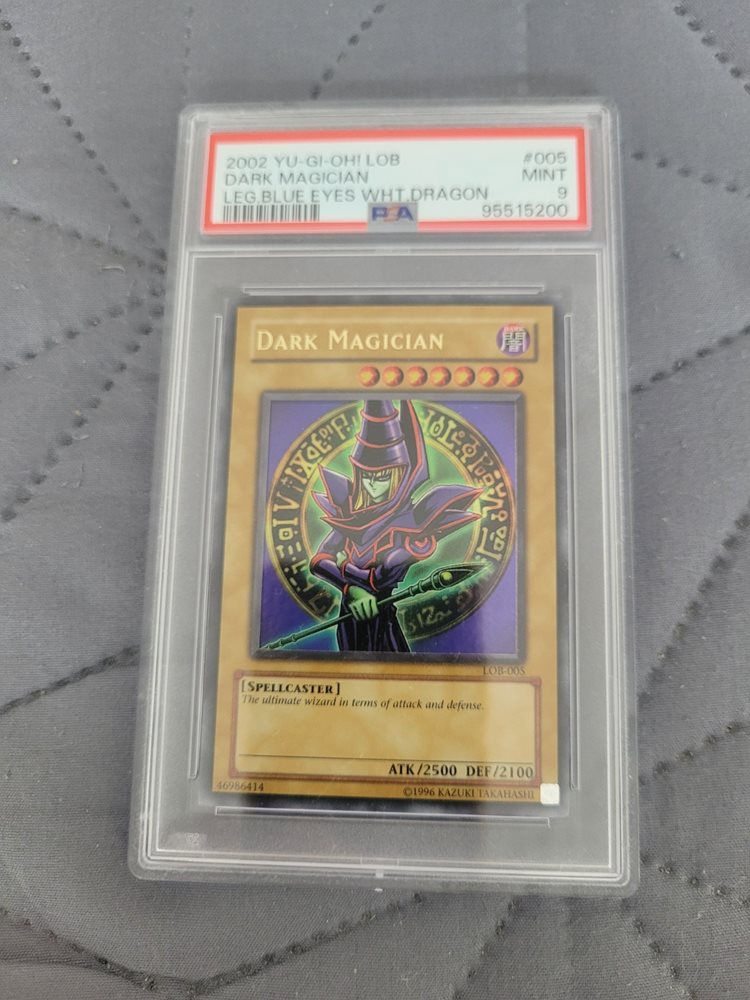 2002 YU-GI-OH! LOB #005
DARK MAGICIAN MINT
LEG.BLUE EYES WHT.DRAGON 9
PSA 95515200
DARK MAGICIAN
DARK
闇
LOB-005
[SPELLCASTER]
The ultimate wizard in terms of attack and defense.
ATK/2500 DEF/2100
46986414 ©1996 KAZUKI TAKAHASHI